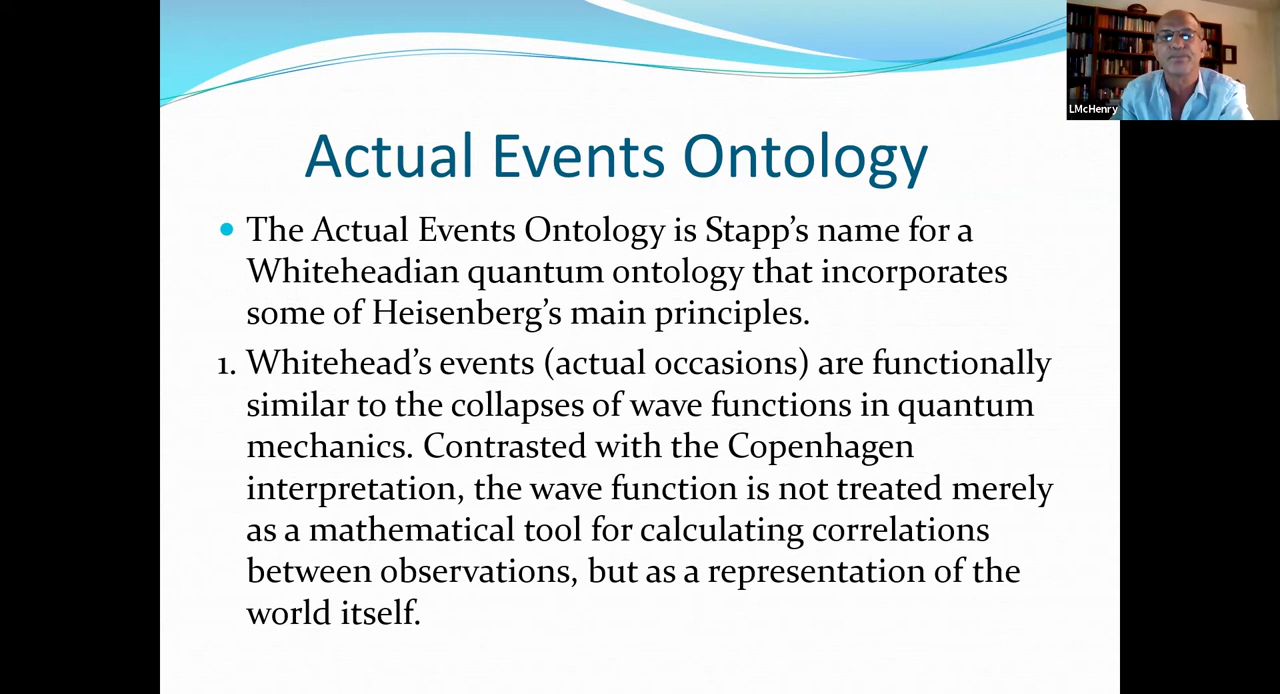 LMcHenry
Actual Events Ontology
• The Actual Events Ontology is Stapp’s name for a
Whiteheadian quantum ontology that incorporates
some of Heisenberg’s main principles.
1. Whitehead’s events (actual occasions) are functionally
similar to the collapses of wave functions in quantum
mechanics. Contrasted with the Copenhagen
interpretation, the wave function is not treated merely
as a mathematical tool for calculating correlations
between observations, but as a representation of the
world itself.